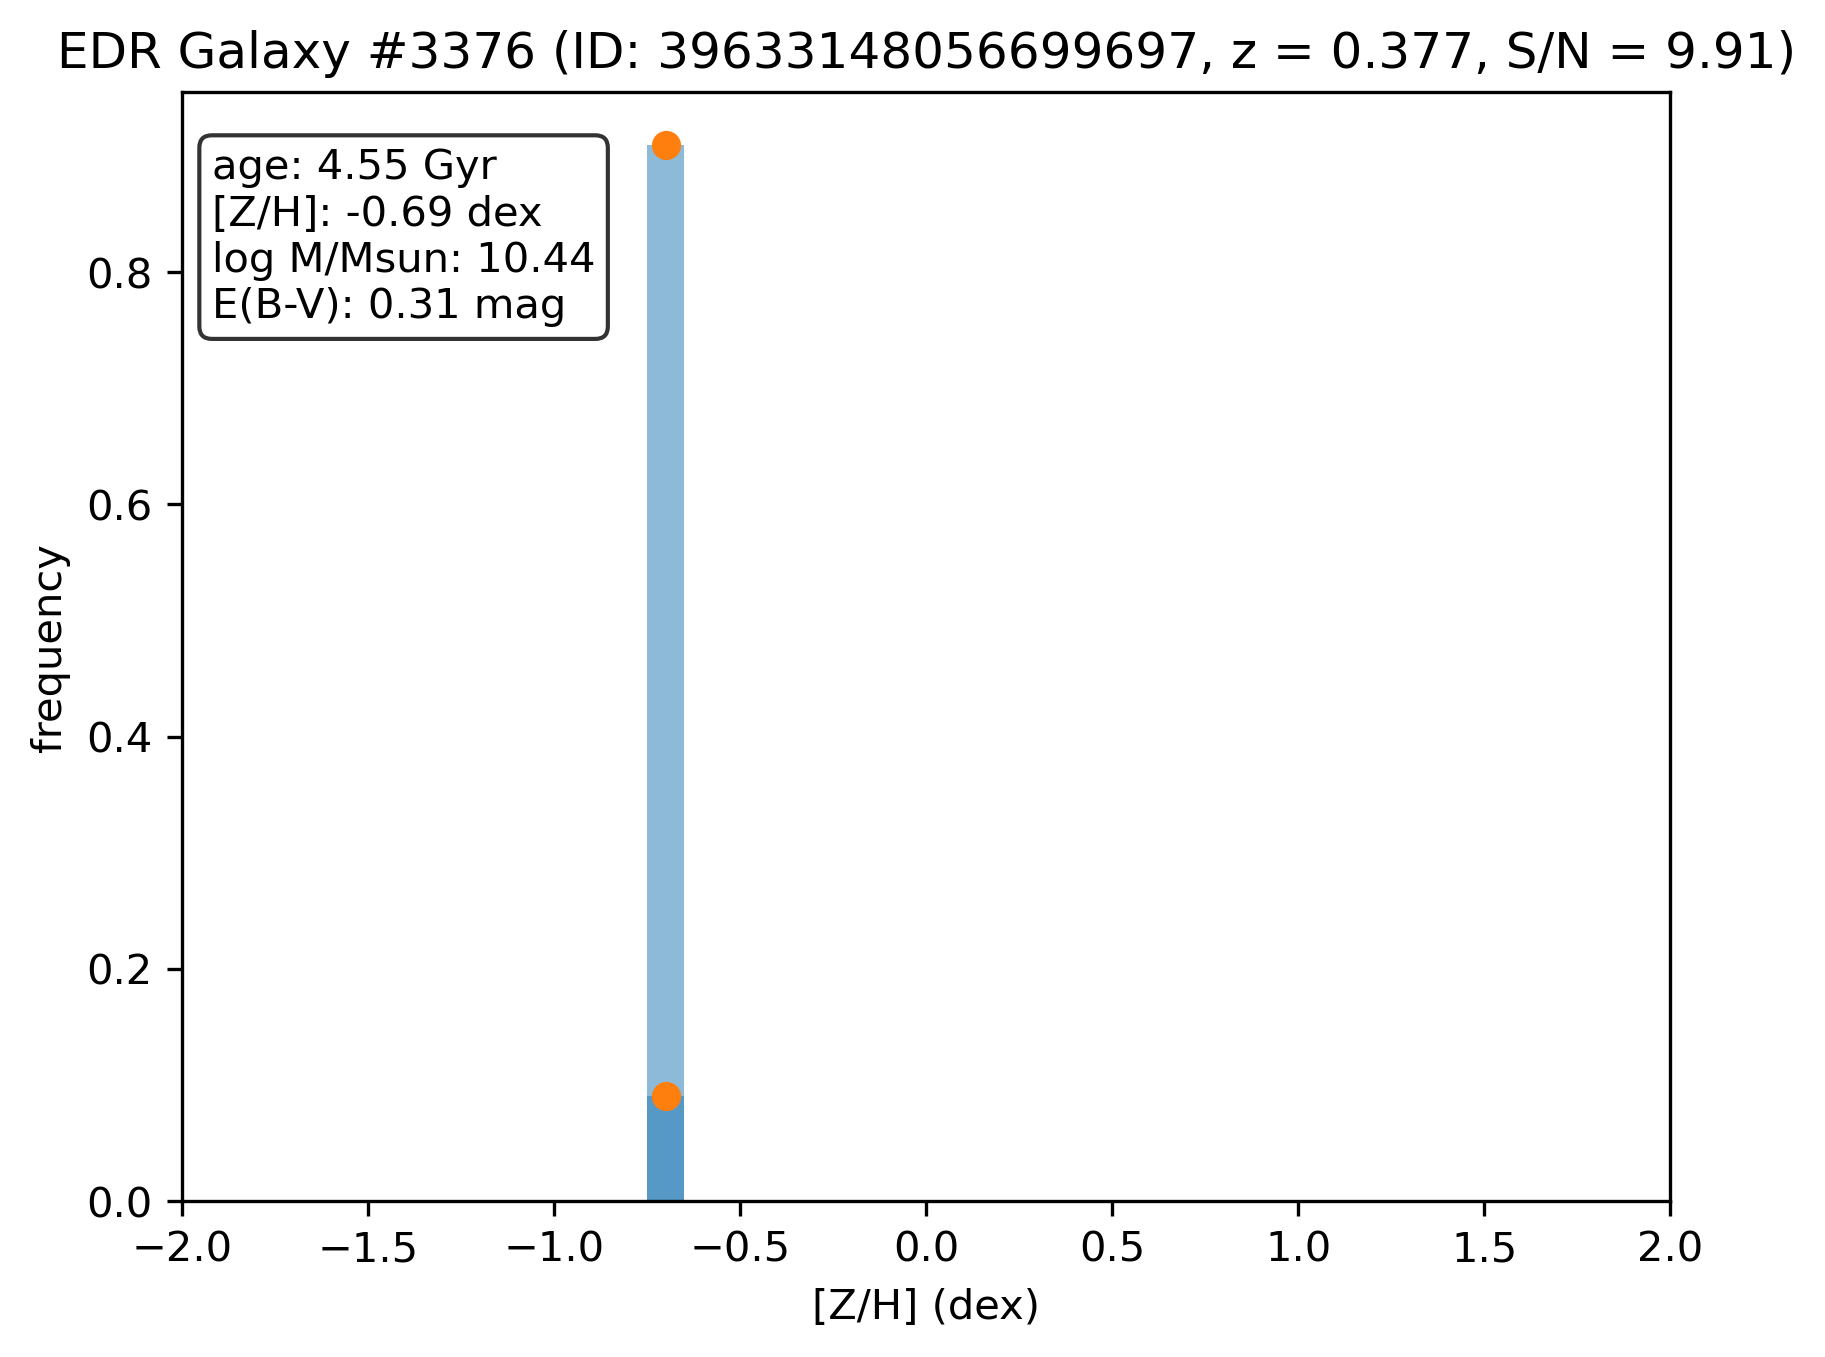 EDR Galaxy #3376 (ID: 39633148056699697, z = 0.377, S/N = 9.91)
age: 4.55 Gyr
[Z/H]: -0.69 dex
log M/Msun: 10.44
E(B-V): 0.31 mag
frequency
0.8
0.6
0.4
0.2
0.0
−2.0 −1.5 −1.0 −0.5 0.0 0.5 1.0 1.5 2.0
[Z/H] (dex)